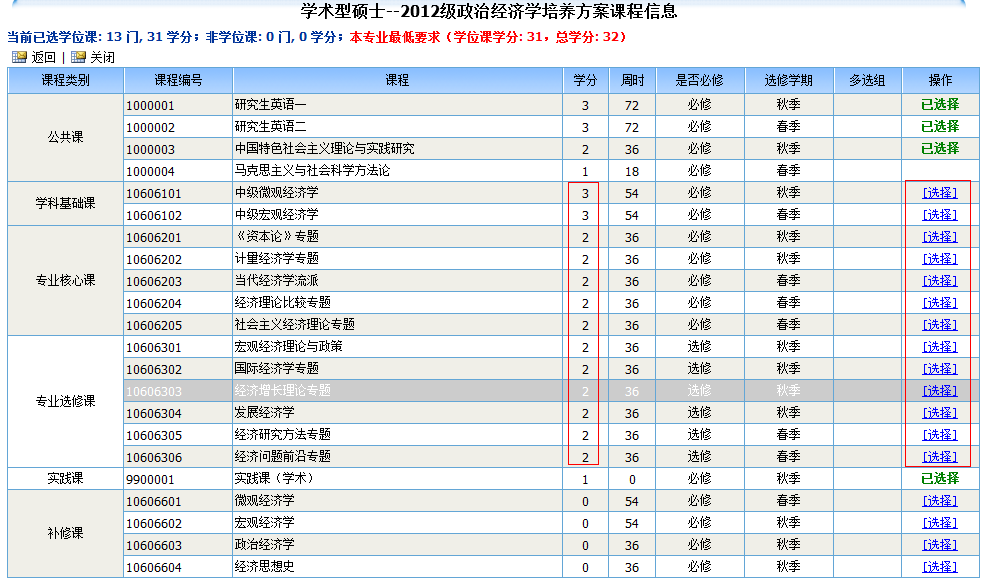 学术型硕士--2012级政治经济学培养方案课程信息
当前已选学位课: 13 门, 31 学分；非学位课: 0 门, 0 学分；本专业最低要求（学位课学分: 31，总学分: 32）
返回 | 关闭
课程类别 课程编号 课程 学分 周时 是否必修 选修学期 多选组 操作
公共课 1000001 研究生英语一 3 72 必修 秋季 已选择
1000002 研究生英语二 3 72 必修 春季 已选择
1000003 中国特色社会主义理论与实践研究 2 36 必修 秋季 已选择
1000004 马克思主义与社会科学方法论 1 18 必修 春季
学科基础课 10606101 中级微观经济学 3 54 必修 秋季 [选择]
10606102 中级宏观经济学 3 54 必修 春季 [选择]
专业核心课 10606201 《资本论》专题 2 36 必修 秋季 [选择]
10606202 计量经济学专题 2 36 必修 秋季 [选择]
10606203 当代经济学流派 2 36 必修 春季 [选择]
10606204 经济理论比较专题 2 36 必修 春季 [选择]
10606205 社会主义经济理论专题 2 36 必修 春季 [选择]
专业选修课 10606301 宏观经济理论与政策 2 36 选修 秋季 [选择]
10606302 国际经济学专题 2 36 选修 秋季 [选择]
10606303 经济增长理论专题 2 36 选修 秋季 [选择]
10606304 发展经济学 2 36 选修 秋季 [选择]
10606305 经济研究方法专题 2 36 选修 春季 [选择]
10606306 经济问题前沿专题 2 36 选修 春季 [选择]
实践课 9900001 实践课（学术） 1 0 必修 秋季 已选择
补修课 10606601 微观经济学 0 54 必修 春季 [选择]
10606602 宏观经济学 0 54 必修 秋季 [选择]
10606603 政治经济学 0 36 必修 秋季 [选择]
10606604 经济思想史 0 36 必修 秋季 [选择]